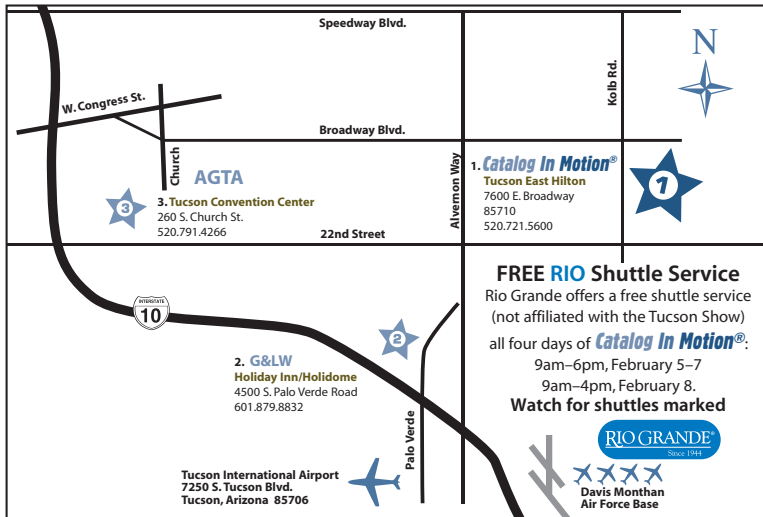 Speedway Blvd.
N
W. Congress St.
Kolb Rd.
Broadway Blvd.
Church
Alvernon Way
AGTA
3
3. Tucson Convention Center
260 S. Church St.
520.791.4266
1. Catalog In Motion®
Tucson East Hilton
7600 E. Broadway
85710
520.721.5600
1
22nd Street
INTERSTATE
10
2
2. G&LW
Holiday Inn/Holidome
4500 S. Palo Verde Road
601.879.8832
Palo Verde
Tucson International Airport
7250 S. Tucson Blvd.
Tucson, Arizona 85706
FREE RIO Shuttle Service
Rio Grande offers a free shuttle service
(not affiliated with the Tucson Show)
all four days of Catalog In Motion®:
9am–6pm, February 5–7
9am–4pm, February 8.
Watch for shuttles marked
RIO GRANDE®
Since 1944
Davis Monthan
Air Force Base